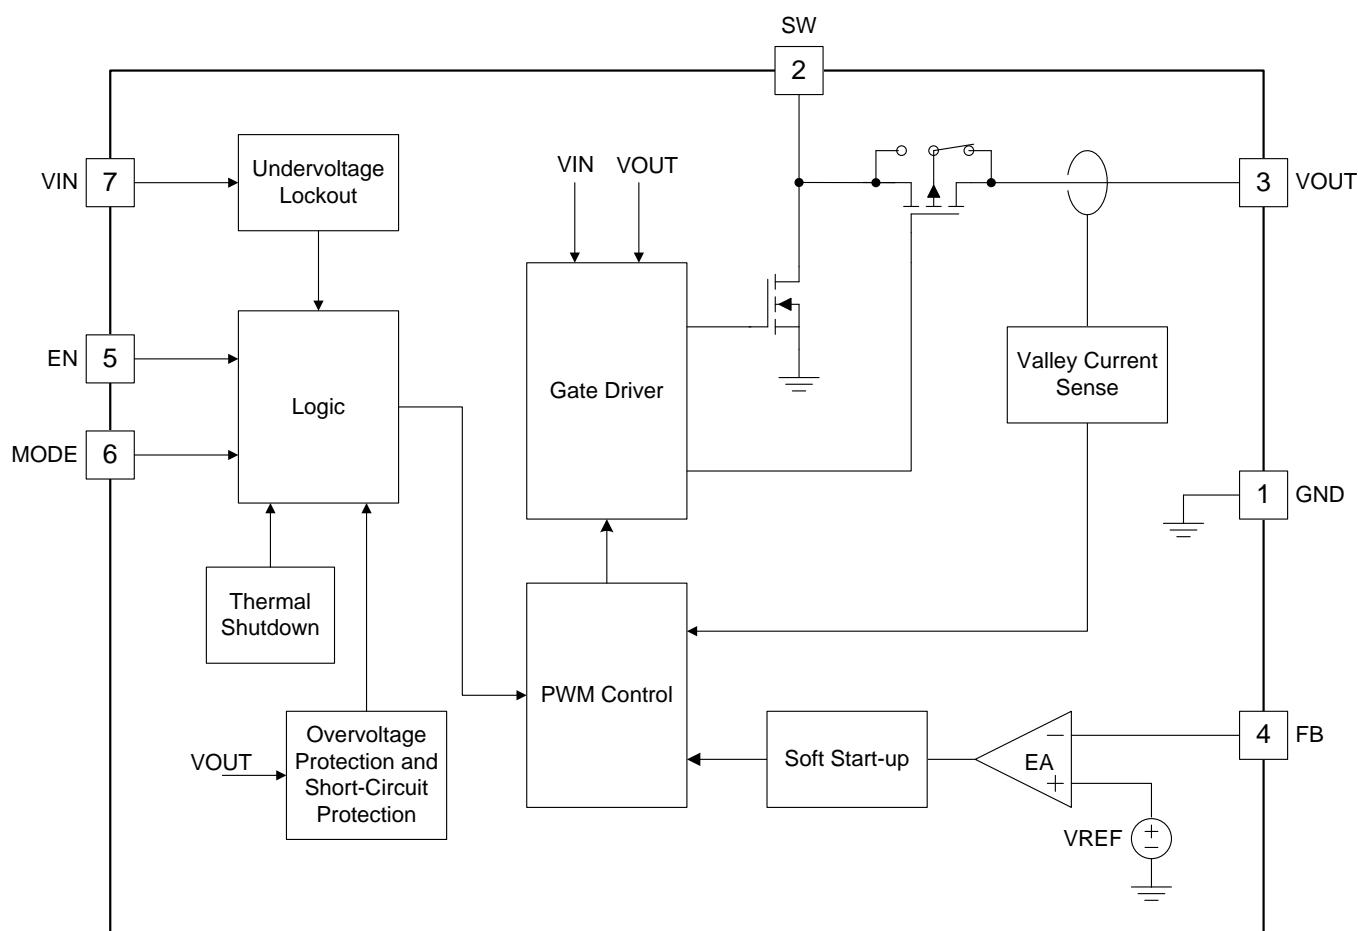 SW
2
VIN
7
Undervoltage
Lockout
VIN
VOUT
3
VOUT
EN
5
Logic
Gate Driver
Valley Current
Sense
MODE
6
1
GND
Thermal
Shutdown
PWM Control
Overvoltage
Protection and
Short-Circuit
Protection
VOUT
Soft Start-up
EA
−
+
4
FB
VREF
+
−